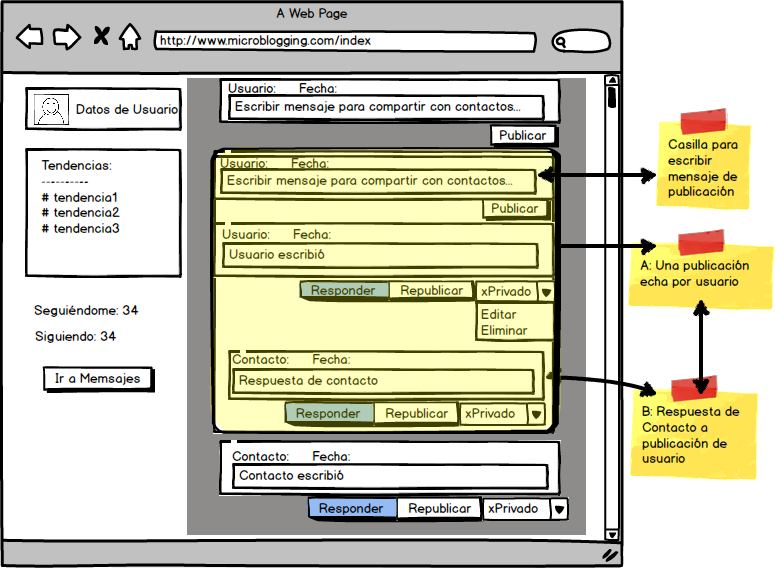 A Web Page
http://www.microblogging.com/index
Datos de Usuario
Tendencias:
----------
# tendencia1
# tendencia2
# tendencia3
Seguiéndome: 34
Siguiendo: 34
Ir a Memsajes
Usuario: Fecha:
Escribir mensaje para compartir con contactos...
Publicar
Usuario: Fecha:
Escribir mensaje para compartir con contactos...
Publicar
Usuario: Fecha:
Usuario escribió
Responder Republicar xPrivado
Editar
Eliminar
Contacto: Fecha:
Respuesta de contacto
Responder Republicar xPrivado
Contacto: Fecha:
Contacto escribió
Responder Republicar xPrivado
Casilla para
escribir
mensaje de
publicación
A: Una publicación
echa por usuario
B: Respuesta de
Contacto a
publicación de
usuario